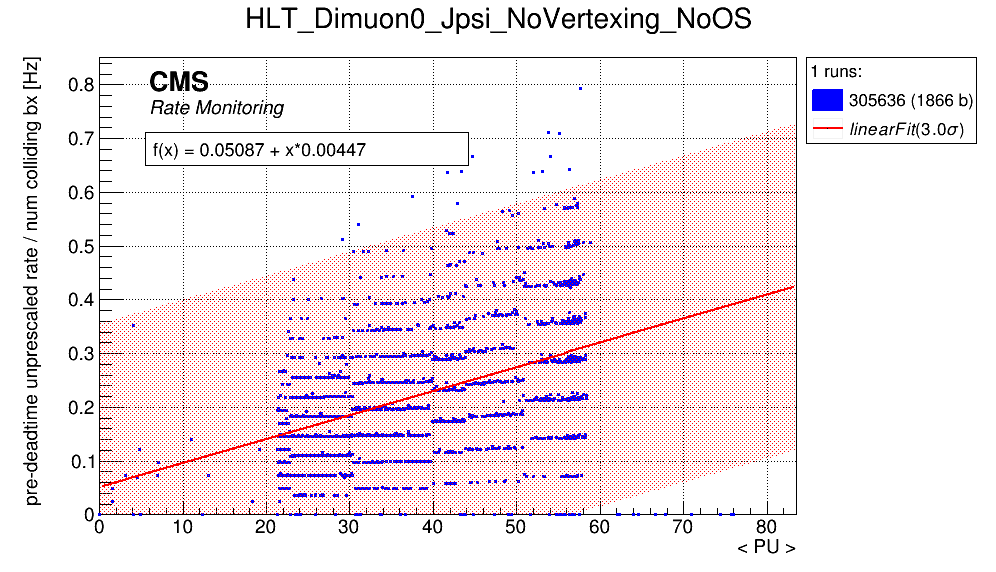 HLT_Dimuon0_Jpsi_NoVertexing_NoOS
pre-deadtime unprescaled rate / num colliding bx [Hz]
CMS
Rate Monitoring
f(x) = 0.05087 + x*0.00447
0.8
0.7
0.6
0.5
0.4
0.3
0.2
0.1
0
0 10 20 30 40 50 60 70 80
< PU >
1 runs:
305636 (1866 b)
linearFit(3.0σ)